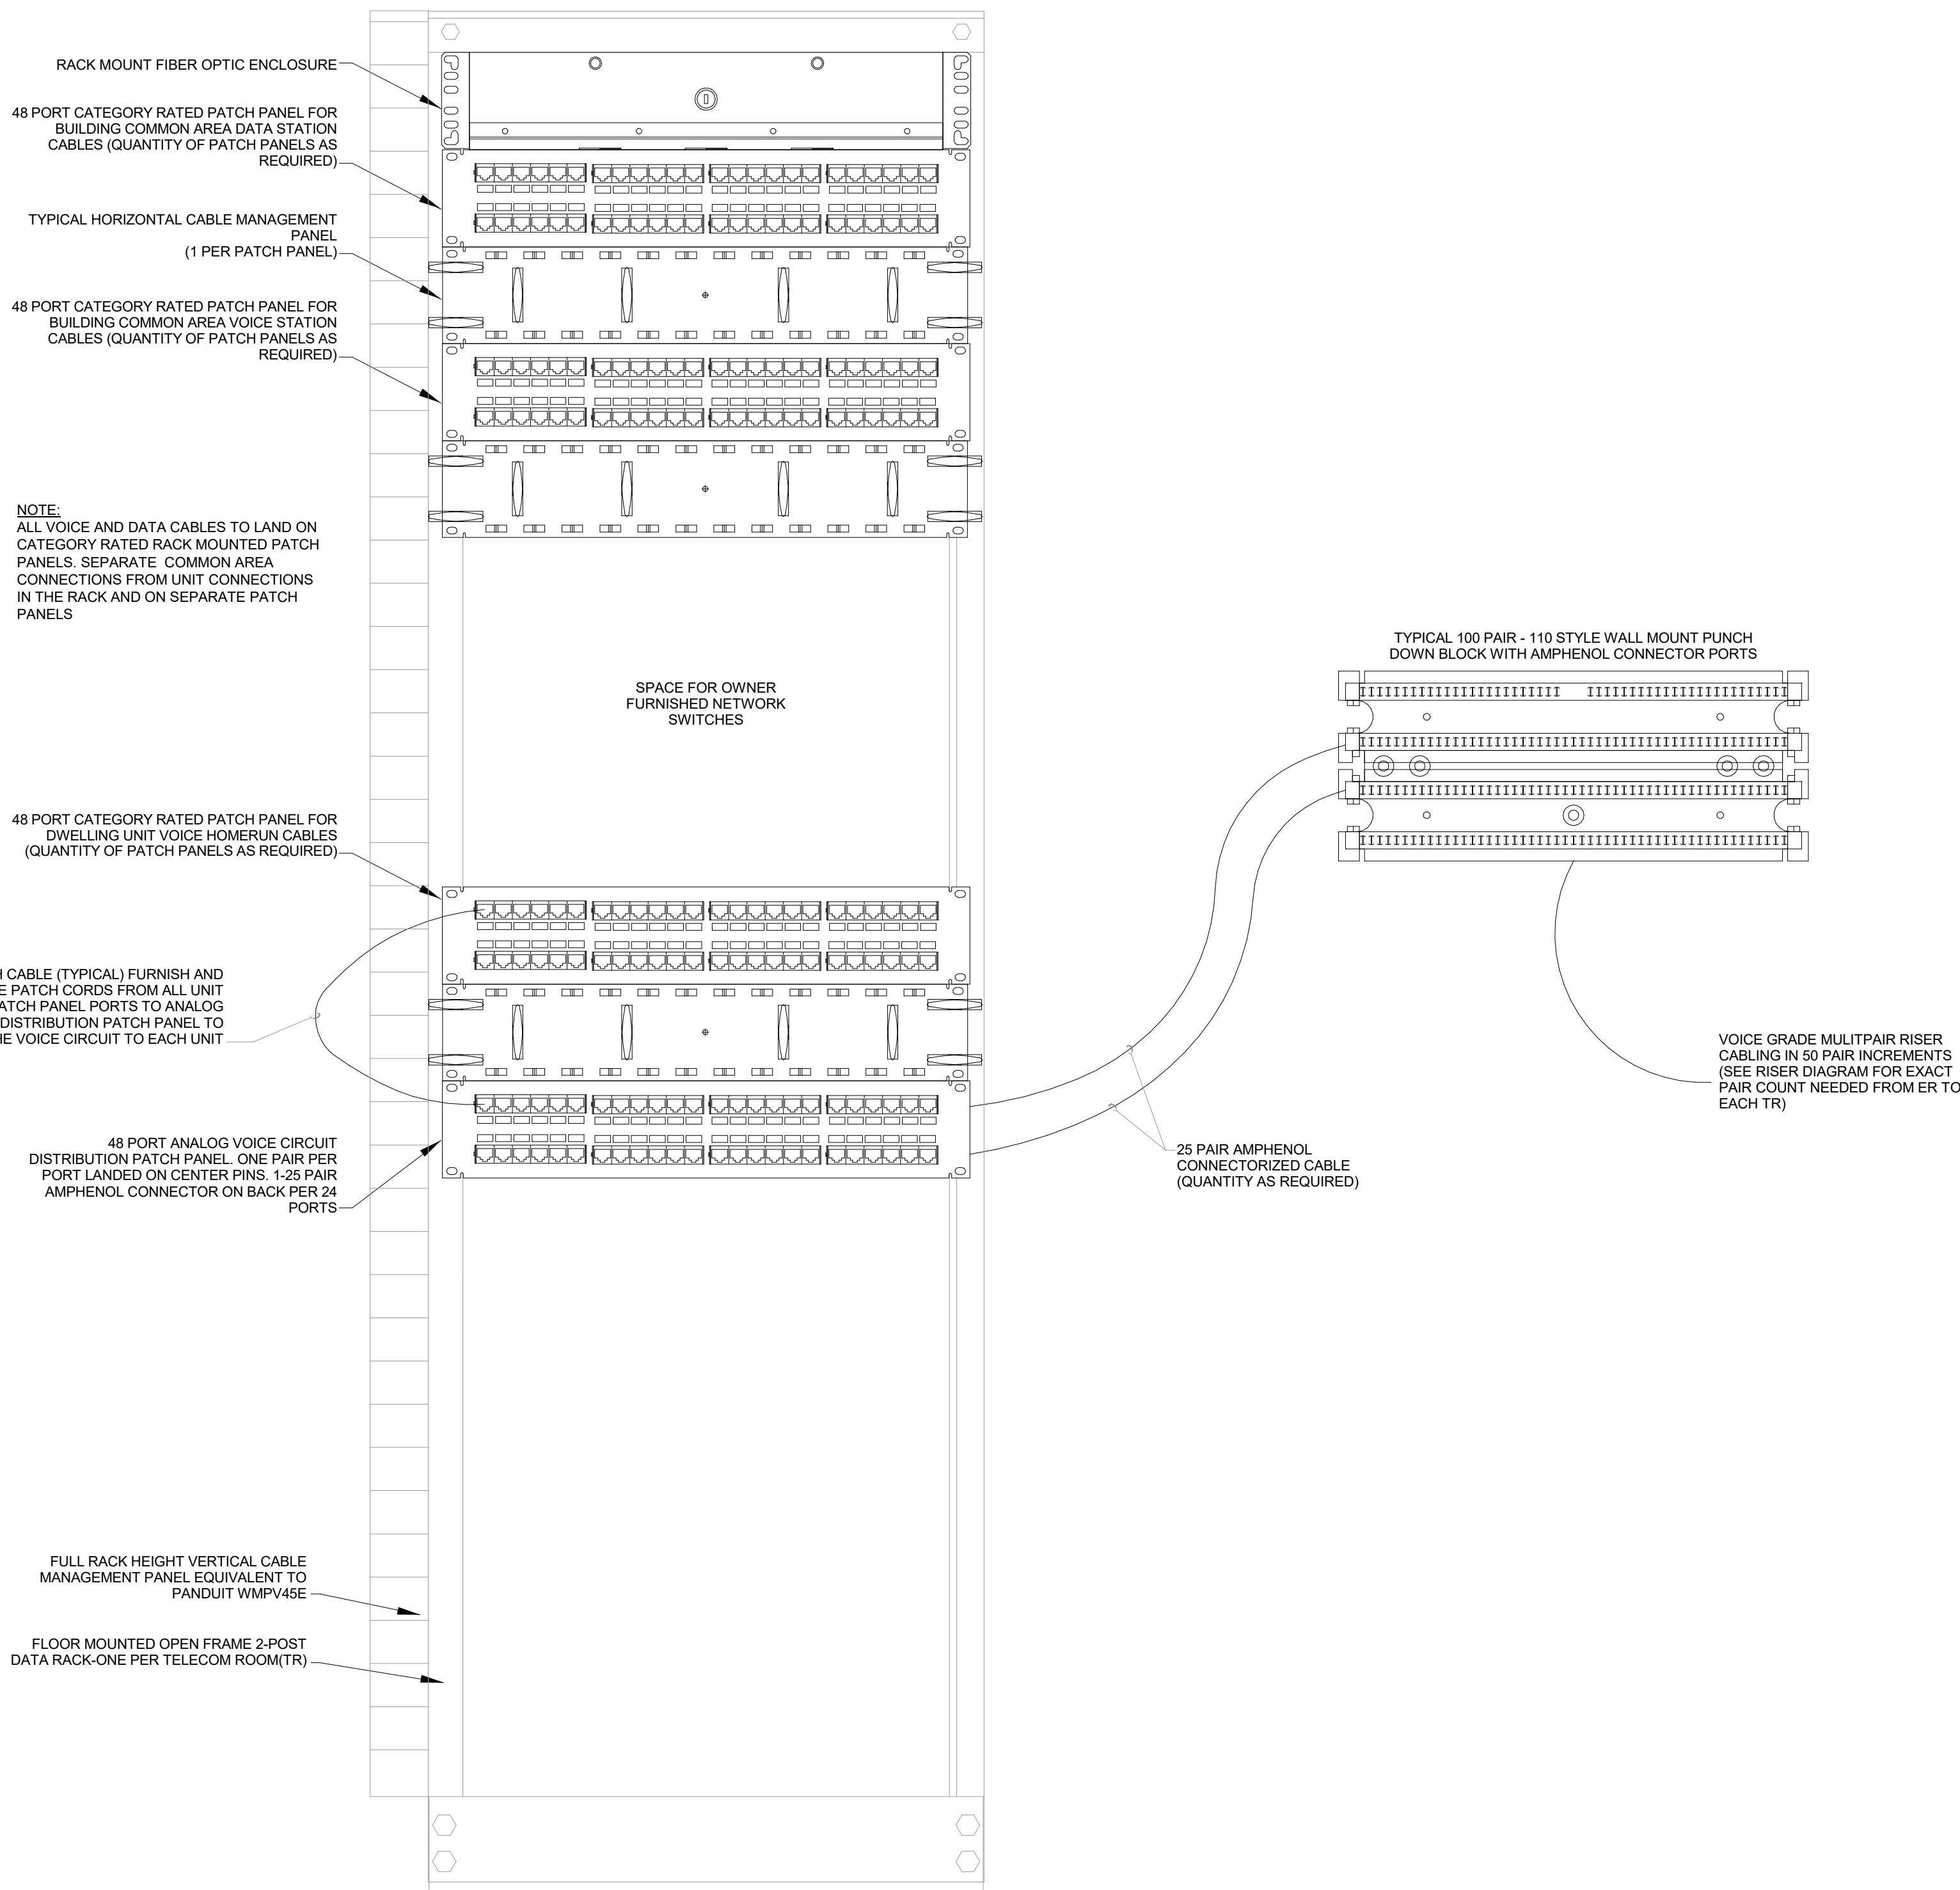 RACK MOUNT FIBER OPTIC ENCLOSURE
48 PORT CATEGORY RATED PATCH PANEL FOR
BUILDING COMMON AREA DATA STATION
CABLES (QUANTITY OF PATCH PANELS AS
REQUIRED)
TYPICAL HORIZONTAL CABLE MANAGEMENT
PANEL
(1 PER PATCH PANEL)
48 PORT CATEGORY RATED PATCH PANEL FOR
BUILDING COMMON AREA VOICE STATION
CABLES (QUANTITY OF PATCH PANELS AS
REQUIRED)
NOTE:
ALL VOICE AND DATA CABLES TO LAND ON
CATEGORY RATED RACK MOUNTED PATCH
PANELS. SEPARATE COMMON AREA
CONNECTIONS FROM UNIT CONNECTIONS
IN THE RACK AND ON SEPARATE PATCH
PANELS
SPACE FOR OWNER
FURNISHED NETWORK
SWITCHES
TYPICAL 100 PAIR - 110 STYLE WALL MOUNT PUNCH
DOWN BLOCK WITH AMPHENOL CONNECTOR PORTS
48 PORT CATEGORY RATED PATCH PANEL FOR
DWELLING UNIT VOICE HOMERUN CABLES
(QUANTITY OF PATCH PANELS AS REQUIRED)
CABLE (TYPICAL) FURNISH AND
PATCH CORDS FROM ALL UNIT
PATCH PANEL PORTS TO ANALOG
DISTRIBUTION PATCH PANEL TO
VOICE CIRCUIT TO EACH UNIT
48 PORT ANALOG VOICE CIRCUIT
DISTRIBUTION PATCH PANEL. ONE PAIR PER
PORT LANDED ON CENTER PINS. 1-25 PAIR
AMPHENOL CONNECTOR ON BACK PER 24
PORTS
25 PAIR AMPHENOL
CONNECTORIZED CABLE
(QUANTITY AS REQUIRED)
VOICE GRADE MULITPAIR RISER
CABLING IN 50 PAIR INCREMENTS
(SEE RISER DIAGRAM FOR EXACT
PAIR COUNT NEEDED FROM ER TO
EACH TR)
FULL RACK HEIGHT VERTICAL CABLE
MANAGEMENT PANEL EQUIVALENT TO
PANDUIT WMPV45E
FLOOR MOUNTED OPEN FRAME 2-POST
DATA RACK-ONE PER TELECOM ROOM(TR)